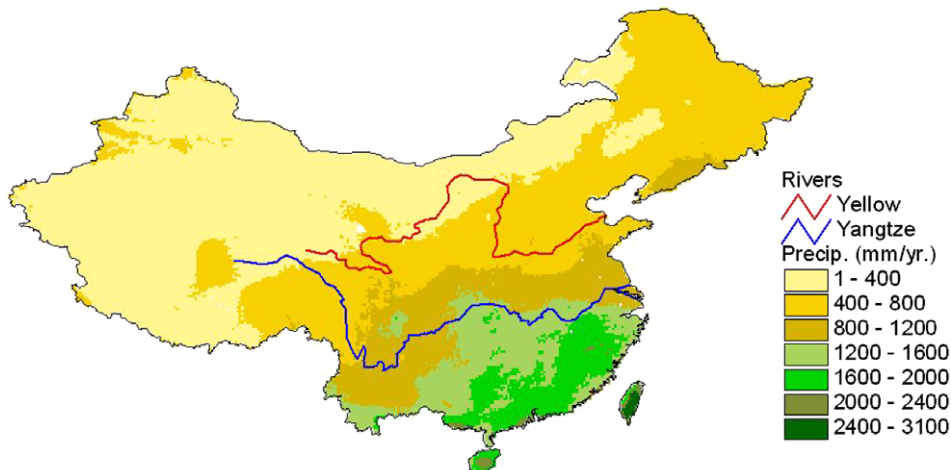 Rivers
Yellow
Yangtze
Precip. (mm/yr.)
1 - 400
400 - 800
800 - 1200
1200 - 1600
1600 - 2000
2000 - 2400
2400 - 3100